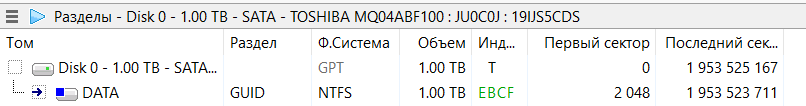 Разделы - Disk 0 - 1.00 TB - SATA - TOSHIBA MQ04ABF100 : JU0C0J : 19IJS5CDS
Том Раздел Ф.Система Объем Инд... Первый сектор Последний сек...
Disk 0 - 1.00 TB - SATA... GPT 1.00 TB T 0 1 953 525 167
DATA GUID NTFS 1.00 TB EBCF 2 048 1 953 523 711